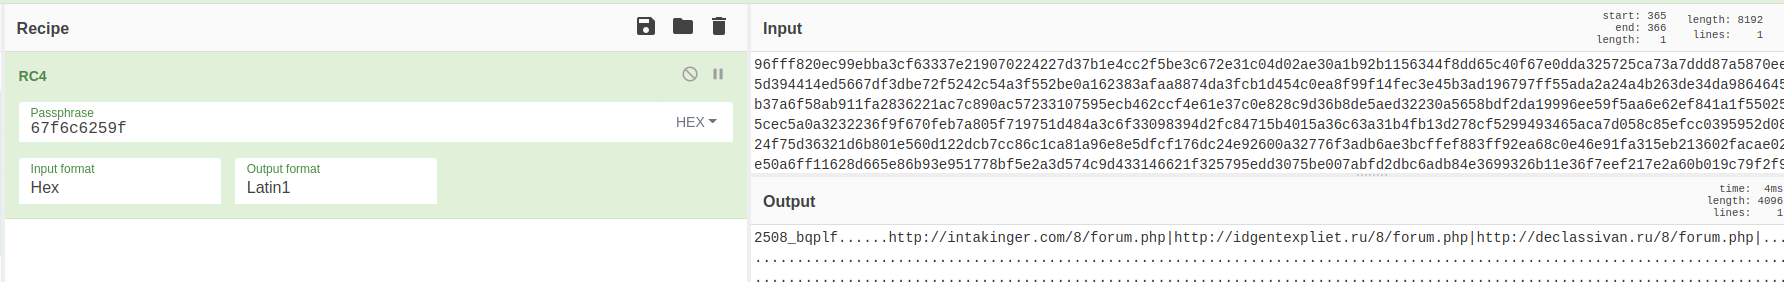 Recipe
RC4
Passphrase
67f6c6259f
HEX
Input format
Hex
Output format
Latin1
Input
start: 365
end: 366
length: 1
length: 8192
lines: 1
96fff820ec99ebba3cf63337e219070224227d37b1e4cc2f5be3c672e31c04d02ae30a1b92b1156344f8dd65c40f67e0dda325725ca73a7ddd87a5870ee
5d394414ed5667df3dbe72f5242c54a3f552be0a162383afaa8874da3fcb1d454c0ea8f99f14fec3e45b3ad196797ff55ada2a24a4b263de34da9864645
b37a6f58ab911fa2836221ac7c890ac57233107595ecb462ccf4e61e37c0e828c9d36b8de5aed32230a5658bdf2da19996ee59f5aa6e62ef841a1f55025
5cec5a0a3232236f9f670feb7a805f719751d484a3c6f33098394d2fc84715b4015a36c63a31b4fb13d278cf5299493465aca7d058c85efcc0395952d08
24f75d36321d6b801e560d122dcb7cc86c1ca81a96e8e5dfcf176dc24e92600a32776f3adb6ae3bcffef883ff92ea68c0e46e91fa315eb213602facae02
e50a6ff11628d665e86b93e951778bf5e2a3d574c9d433146621f325795edd3075be007abfd2dbc6adb84e3699326b11e36f7eef217e2a60b019c79f2f9
Output
time: 4ms
length: 4096
lines: 1
2508_bqplf......http://intakinger.com/8/forum.php|http://idgentexpliet.ru/8/forum.php|http://declassivan.ru/8/forum.php|...